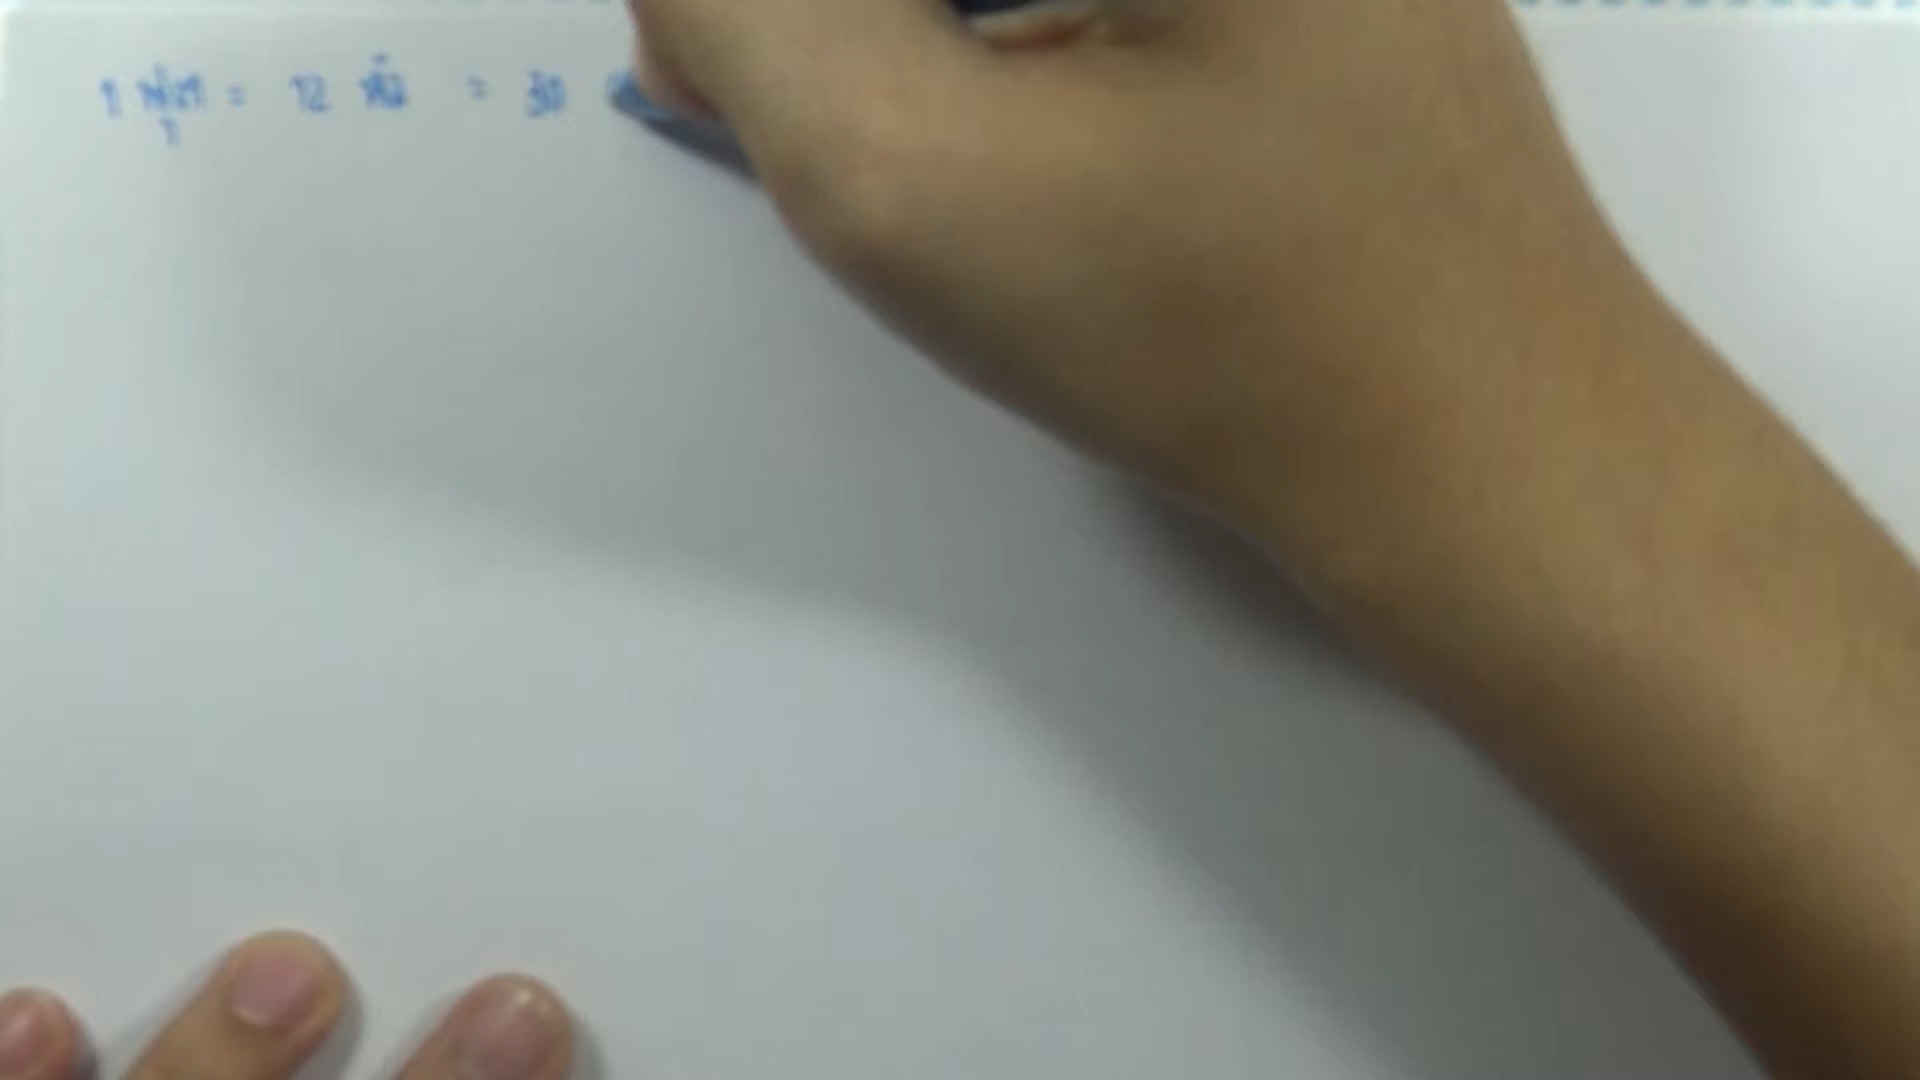 1 ฟุต = 12 นิ้ว = 30